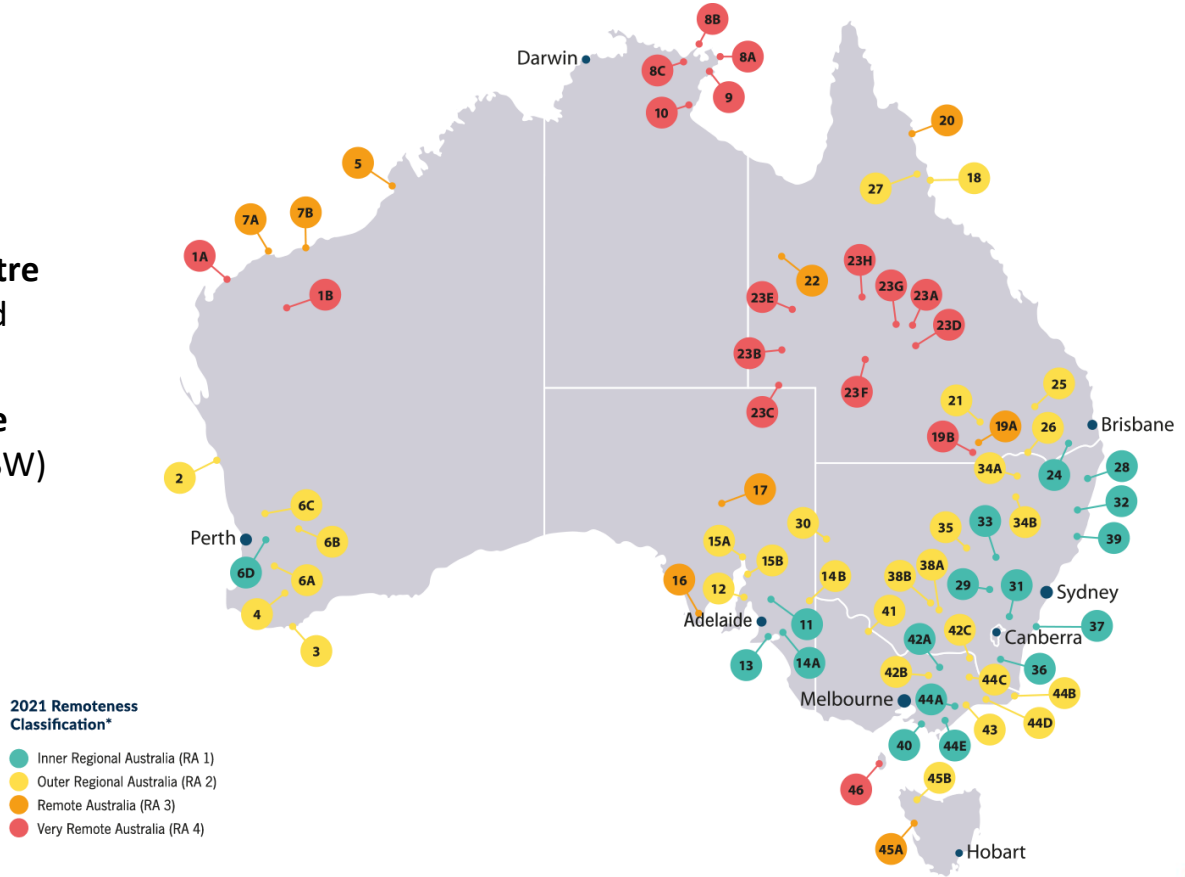 8B
Darwin
8A
8C
9
10
20
5
18
27
7B
7A
1A
23H
22
23G
1B
23A
23E
23D
tre
d
23B
25
23F
21
23C
e
19A
Brisbane
26
19B
SW)
28
34A
24
2
17
32
6C
33
34B
30
35
Perth
39
6B
15A
15B
38A
6D
14B
38B
6A
16
29
31
12
Sydney
41
4
Adelaide
11
37
42C
Canberra
42A
3
14A
13
36
42B
44C
44B
Melbourne
44A
2021 Remoteness
Classification*
44D
43
40
44E
Inner Regional Australia (RA 1)
45B
Outer Regional Australia (RA 2)
46
Remote Australia (RA 3)
Very Remote Australia (RA 4)
45A
Hobart